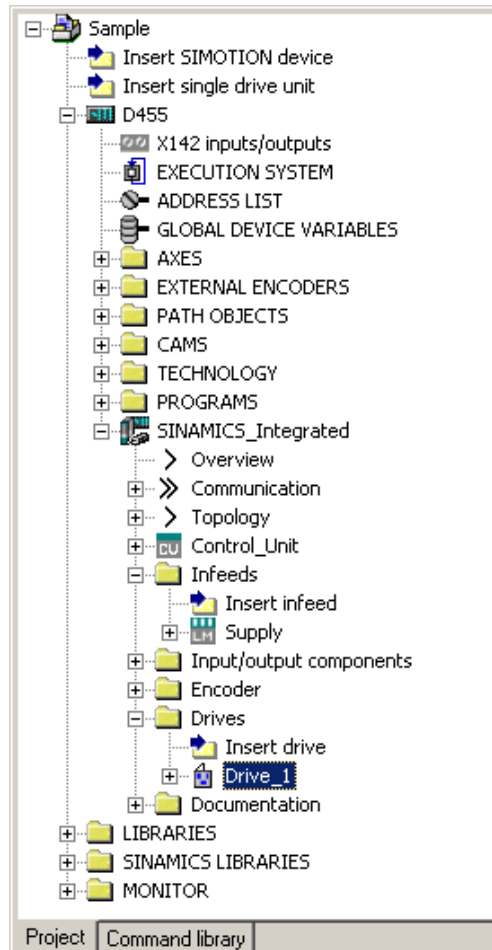 Sample
Insert SIMOTION device
Insert single drive unit
D455
X142 inputs/outputs
EXECUTION SYSTEM
ADDRESS LIST
GLOBAL DEVICE VARIABLES
AXES
EXTERNAL ENCODERS
PATH OBJECTS
CAMS
TECHNOLOGY
PROGRAMS
SINAMICS_Integrated
Overview
Communication
Topology
CU Control_Unit
Infeeds
Insert infeed
LM Supply
Input/output components
Encoder
Drives
Insert drive
Drive_1
Documentation
LIBRARIES
SINAMICS LIBRARIES
MONITOR
Project Command library